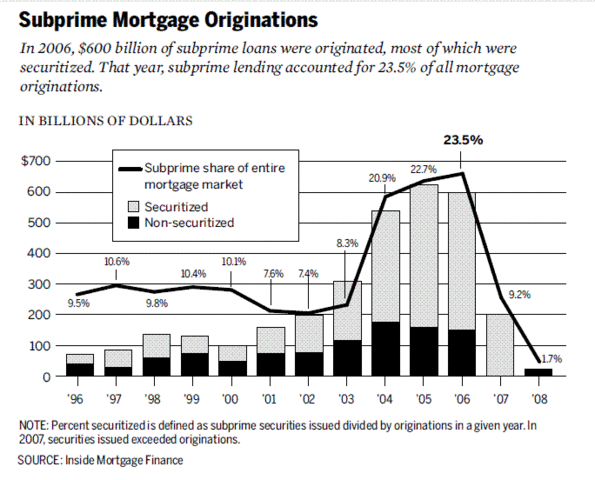 Subprime Mortgage Originations
In 2006, $600 billion of subprime loans were originated, most of which were
securitized. That year, subprime lending accounted for 23.5% of all mortgage
originations.
IN BILLIONS OF DOLLARS
23.5%
$700
600
500
400
300
200
100
0
Subprime share of entire
mortgage market
Securitized
Non-securitized
9.5%
10.6%
9.8%
10.4%
10.1%
7.6%
7.4%
8.3%
20.9%
22.7%
9.2%
1.7%
'96 '97 '98 '99 '00 '01 '02 '03 '04 '05 '06 '07 '08
NOTE: Percent securitized is defined as subprime securities issued divided by originations in a given year. In
2007, securities issued exceeded originations.
SOURCE: Inside Mortgage Finance